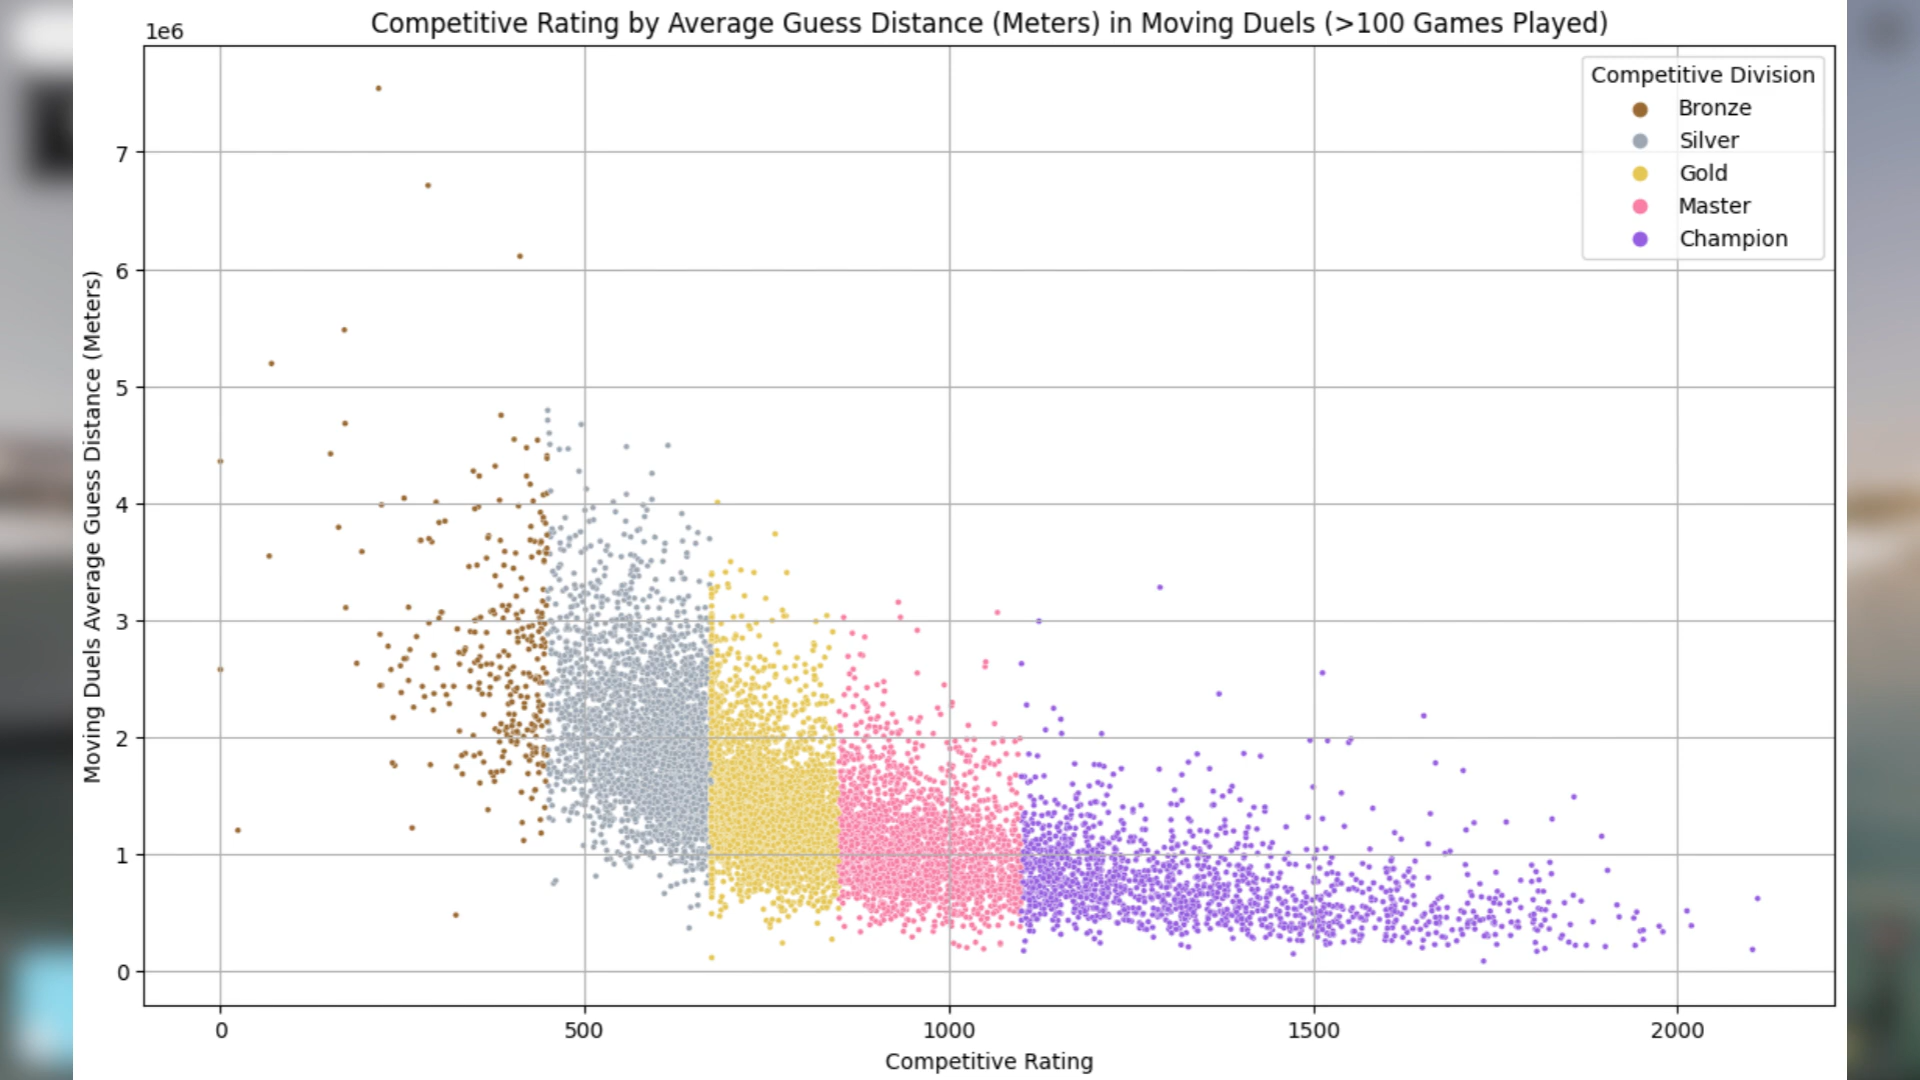 Competitive Rating by Average Guess Distance (Meters) in Moving Duels (>100 Games Played)
1e6
Competitive Division
Bronze
Silver
Gold
Master
Champion
7
6
5
4
3
2
1
0
Moving Duels Average Guess Distance (Meters)
0
500
1000
1500
2000
Competitive Rating